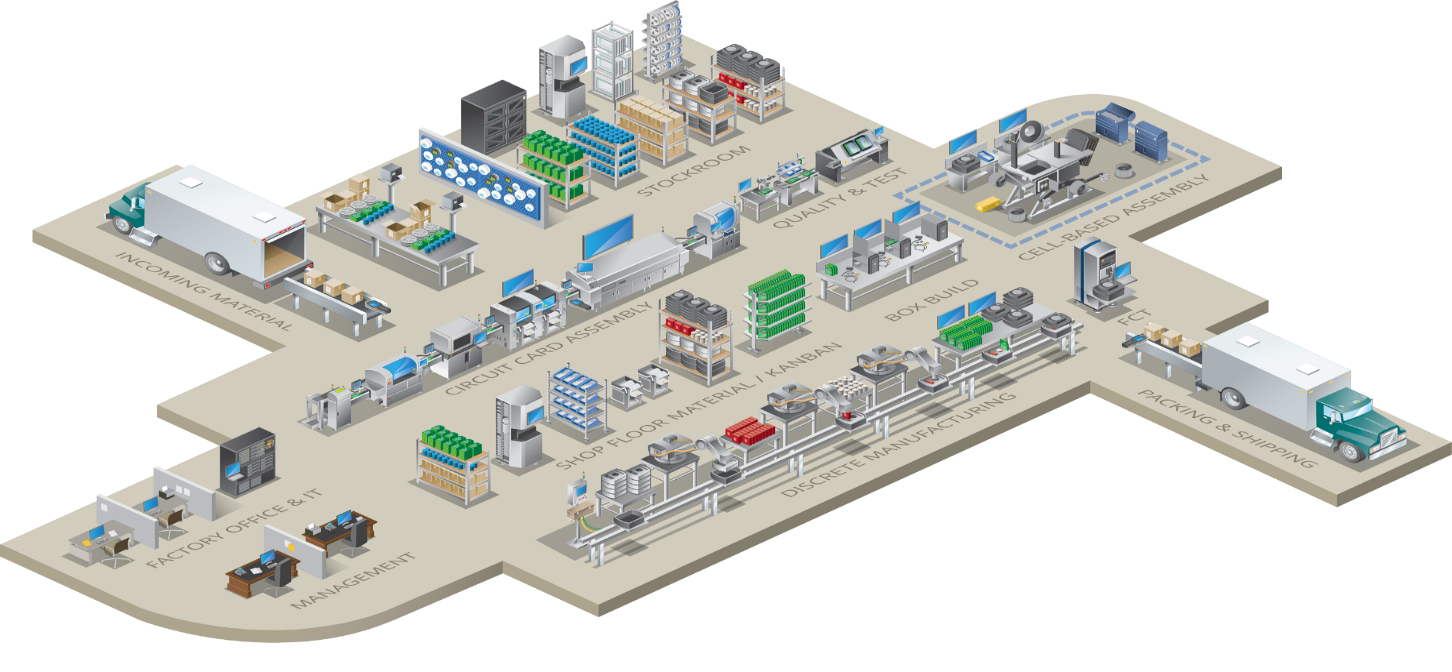 STOCKROOM
QUALITY & TEST
CELL-BASED ASSEMBLY
INCOMING MATERIAL
CIRCUIT CARD ASSEMBLY
BOX BUILD
FCT
SHOP FLOOR MATERIAL / KANBAN
PACKING & SHIPPING
DISCRETE MANUFACTURING
FACTORY OFFICE & IT
MANAGEMENT